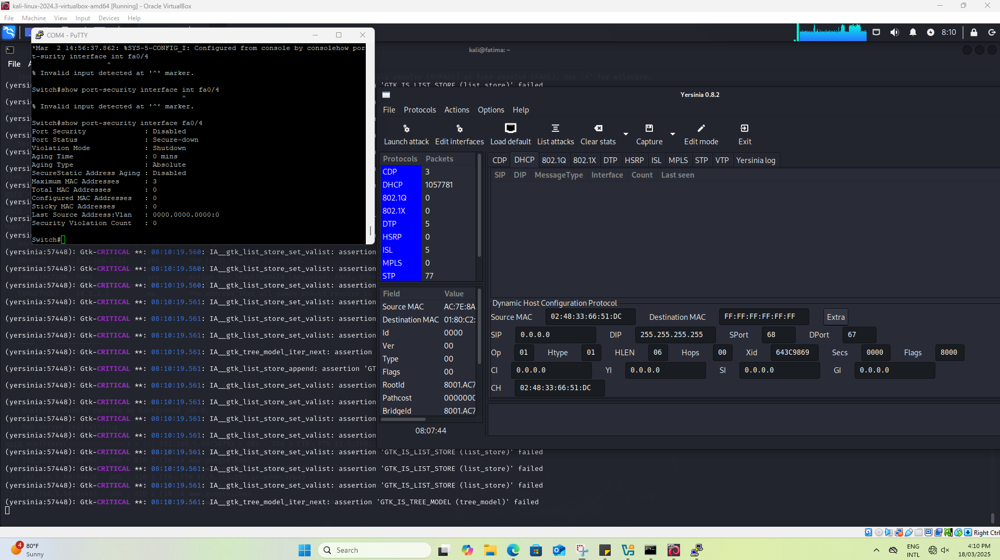 kali-linux-2024.3-virtualbox-amd64 [Running] - Oracle VirtualBox
File Machine View Input Devices Help
8:10
COM4 - PuTTY
kali@fatima: ~
File
*Mar  2 14:56:37.862: %SYS-5-CONFIG_I: Configured from console by consolehow por
t-surity interface int fa0/4
^
% Invalid input detected at '^' marker.
Switch#show port-security interface int fa0/4
^
% Invalid input detected at '^' marker.
Switch#show port-security interface fa0/4
Port Security : Disabled
Port Status : Secure-down
Violation Mode : Shutdown
Aging Time : 0 mins
Aging Type : Absolute
SecureStatic Address Aging : Disabled
Maximum MAC Addresses : 3
Total MAC Addresses : 0
Configured MAC Addresses : 0
Sticky MAC Addresses : 0
Last Source Address:Vlan : 0000.0000.0000:0
Security Violation Count : 0
Switch#
ly resolve (BYPASS) or fake resolve (FAKE). Use '*' for wildcard.
'GTK_IS_LIST_STORE (list_store)' failed
Yersinia 0.8.2
File Protocols Actions Options Help
Launch attack Edit interfaces Load default List attacks Clear stats Capture Edit mode Exit
Protocols Packets
CDP 3
DHCP 1057781
802.1Q 0
802.1X 0
DTP 5
HSRP 0
ISL 5
MPLS 0
STP 77
CDP DHCP 802.1Q 802.1X DTP HSRP ISL MPLS STP VTP Yersinia log
SIP DIP MessageType Interface Count Last seen
Field Value
Source MAC AC:7E:8A
Destination MAC 01:80:C2:
Id 0000
Ver 00
Type 00
Flags 00
RootId 8001.AC7
Pathcost 0000000
BridgeId 8001.AC7
08:07:44
Dynamic Host Configuration Protocol
Source MAC 02:48:33:66:51:DC Destination MAC FF:FF:FF:FF:FF:FF Extra
SIP 0.0.0.0 DIP 255.255.255.255 SPort 68 DPort 67
Op 01 Htype 01 HLEN 06 Hops 00 Xid 643C9869 Secs 0000 Flags 8000
CI 0.0.0.0 YI 0.0.0.0 SI 0.0.0.0 GI 0.0.0.0
CH 02:48:33:66:51:DC
(yersinia:57448): Gtk-CRITICAL **: 08:10:19.560: IA__gtk_list_store_set_valist: assertion
(yersinia:57448): Gtk-CRITICAL **: 08:10:19.560: IA__gtk_list_store_set_valist: assertion
(yersinia:57448): Gtk-CRITICAL **: 08:10:19.560: IA__gtk_list_store_set_valist: assertion
(yersinia:57448): Gtk-CRITICAL **: 08:10:19.561: IA__gtk_list_store_set_valist: assertion
(yersinia:57448): Gtk-CRITICAL **: 08:10:19.561: IA__gtk_list_store_set_valist: assertion
(yersinia:57448): Gtk-CRITICAL **: 08:10:19.561: IA__gtk_list_store_set_valist: assertion
(yersinia:57448): Gtk-CRITICAL **: 08:10:19.561: IA__gtk_tree_model_iter_next: assertion
(yersinia:57448): Gtk-CRITICAL **: 08:10:19.561: IA__gtk_list_store_append: assertion 'GT
(yersinia:57448): Gtk-CRITICAL **: 08:10:19.561: IA__gtk_list_store_set_valist: assertion
(yersinia:57448): Gtk-CRITICAL **: 08:10:19.561: IA__gtk_list_store_set_valist: assertion
(yersinia:57448): Gtk-CRITICAL **: 08:10:19.561: IA__gtk_list_store_set_valist: assertion
(yersinia:57448): Gtk-CRITICAL **: 08:10:19.561: IA__gtk_list_store_set_valist: assertion
(yersinia:57448): Gtk-CRITICAL **: 08:10:19.561: IA__gtk_list_store_set_valist: assertion 'GTK_IS_LIST_STORE (list_store)' failed
(yersinia:57448): Gtk-CRITICAL **: 08:10:19.561: IA__gtk_list_store_set_valist: assertion 'GTK_IS_LIST_STORE (list_store)' failed
(yersinia:57448): Gtk-CRITICAL **: 08:10:19.561: IA__gtk_list_store_set_valist: assertion 'GTK_IS_LIST_STORE (list_store)' failed
(yersinia:57448): Gtk-CRITICAL **: 08:10:19.561: IA__gtk_tree_model_iter_next: assertion 'GTK_IS_TREE_MODEL (tree_model)' failed
Right Ctrl
4
80°F
Sunny
Search
ENG
INTL
4:10 PM
18/03/2025